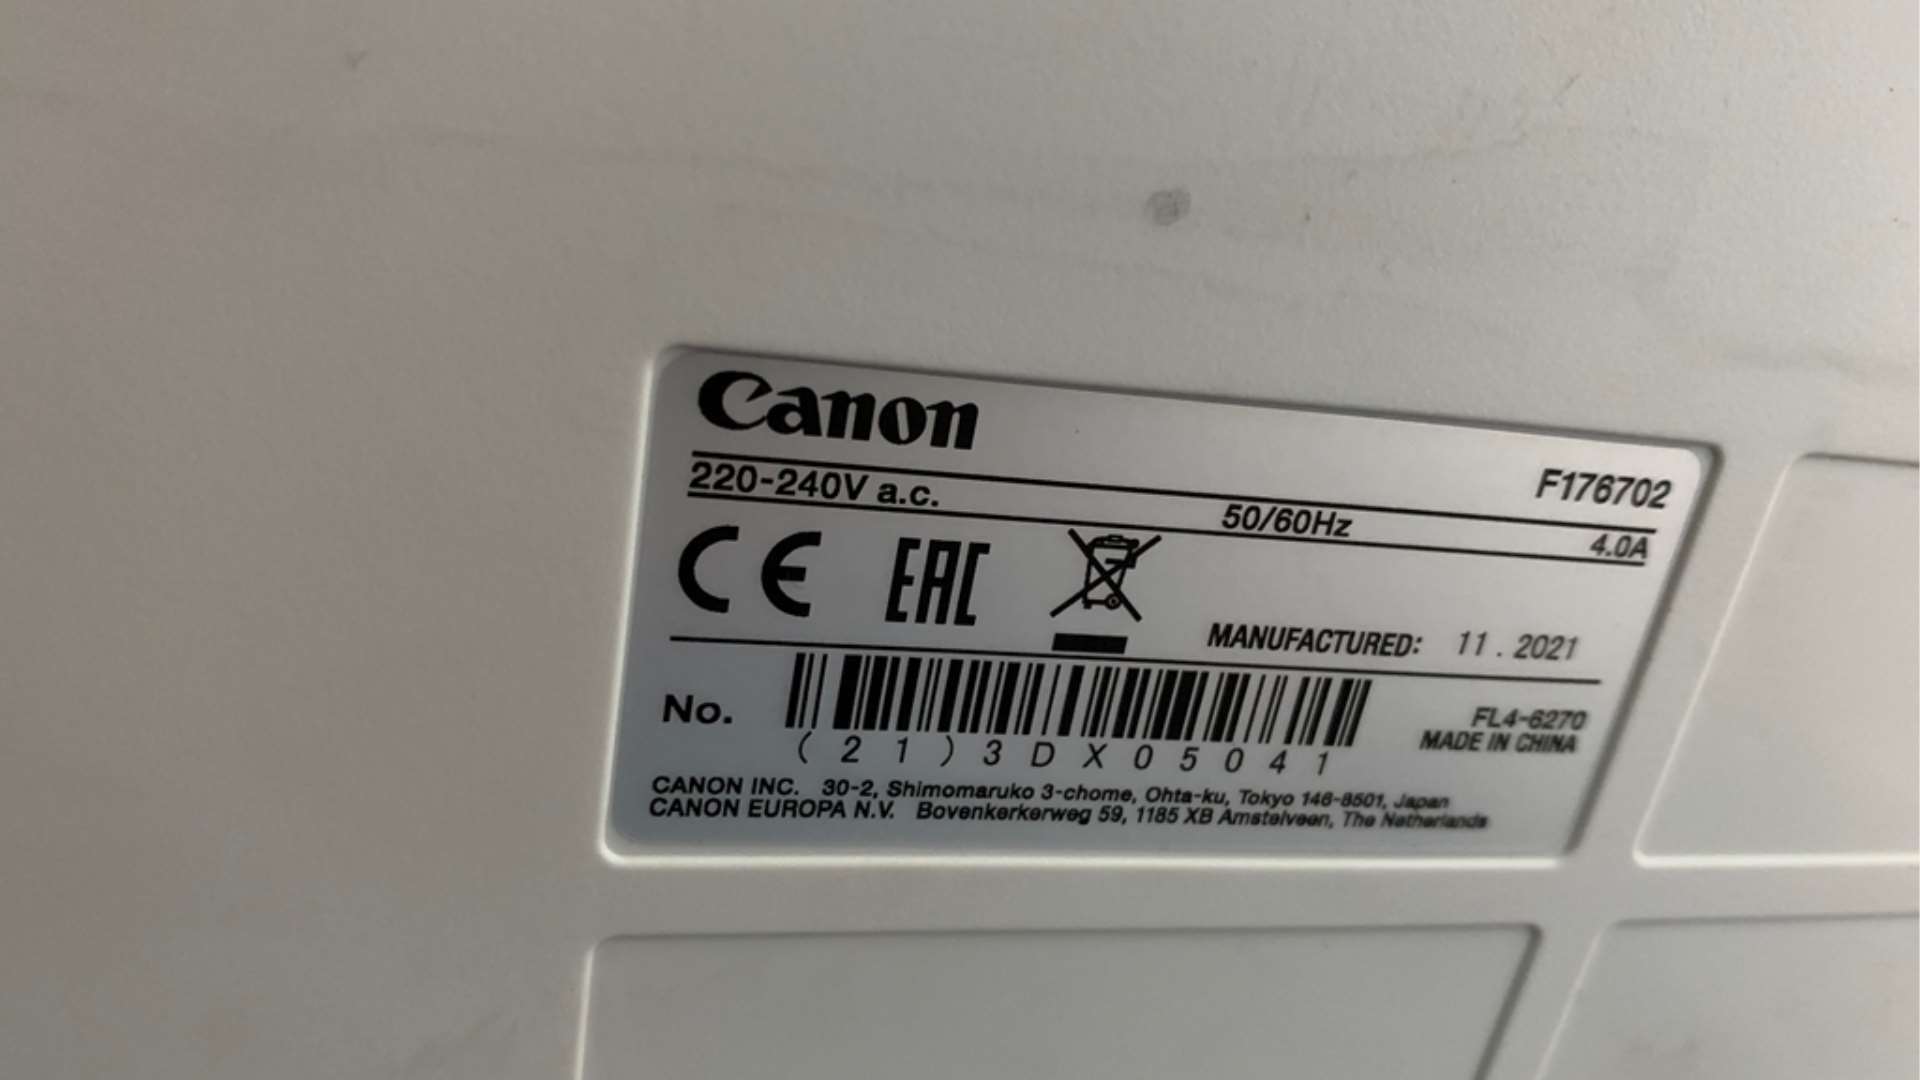 Canon
F176702
220-240V a.c. 50/60Hz 4.0A
CE EAC
MANUFACTURED: 11 . 2021
No.
(21)3DX05041
FL4-6270
MADE IN CHINA
CANON INC. 30-2, Shimomaruko 3-chome, Ohta-ku, Tokyo 146-8501, Japan
CANON EUROPA N.V. Bovenkerkerweg 59, 1185 XB Amstelveen, The Netherlands